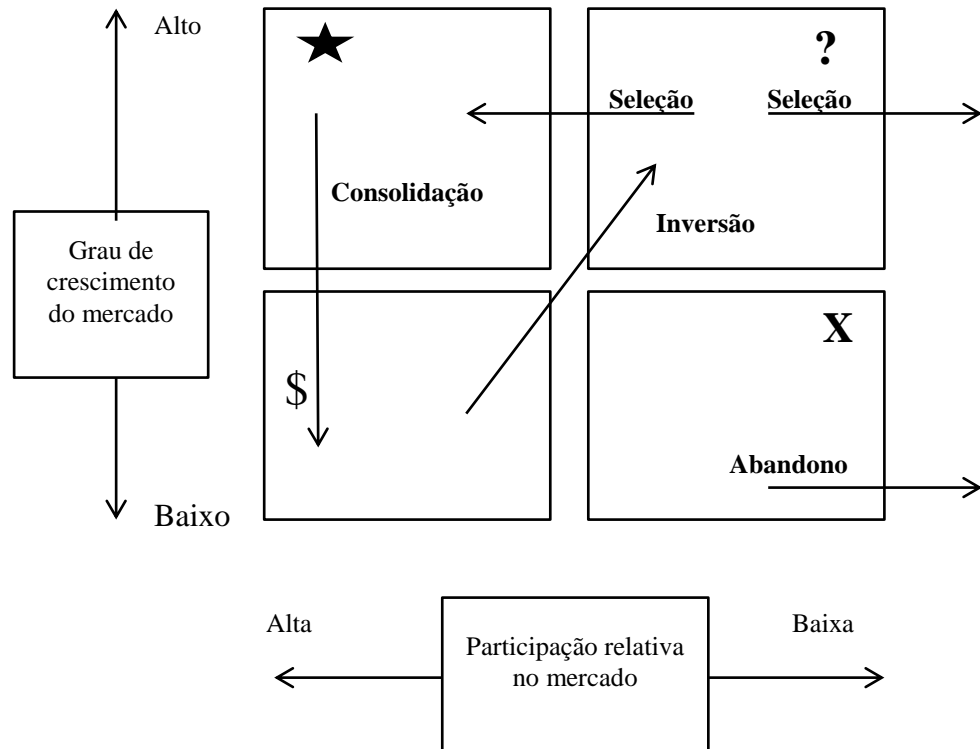 Alto
?
Seleção Seleção
Consolidação
Inversão
Grau de
crescimento
do mercado
X
$
Abandono
Baixo
Alta
Baixa
Participação relativa
no mercado